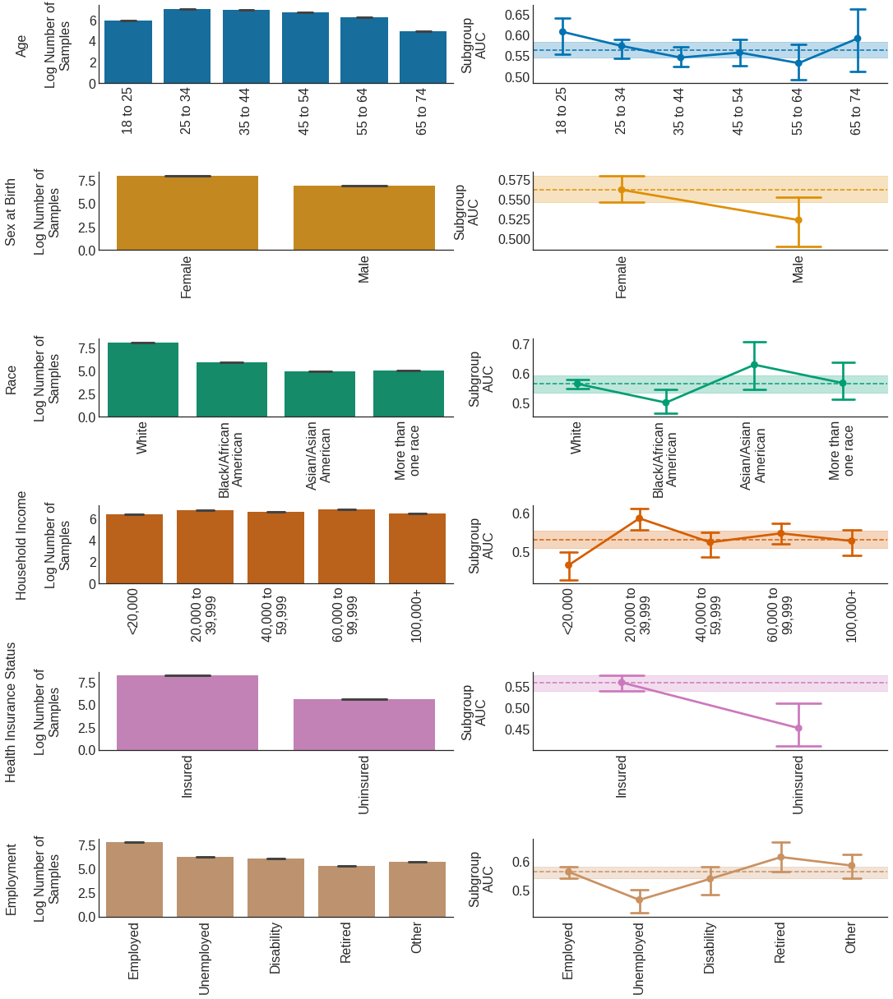 Age
Log Number of
Samples
6
4
2
0
18 to 25
25 to 34
35 to 44
45 to 54
55 to 64
65 to 74
Subgroup
AUC
0.65
0.60
0.55
0.50
18 to 25
25 to 34
35 to 44
45 to 54
55 to 64
65 to 74
Sex at Birth
Log Number of
Samples
7.5
5.0
2.5
0.0
Female
Male
Subgroup
AUC
0.575
0.550
0.525
0.500
Female
Male
Race
Log Number of
Samples
7.5
5.0
2.5
0.0
White
Black/African
American
Asian/Asian
American
More than
one race
Subgroup
AUC
0.7
0.6
0.5
White
Black/African
American
Asian/Asian
American
More than
one race
Household Income
Log Number of
Samples
6
4
2
0
<20,000
20,000 to
39,999
40,000 to
59,999
60,000 to
99,999
100,000+
Subgroup
AUC
0.6
0.5
<20,000
20,000 to
39,999
40,000 to
59,999
60,000 to
99,999
100,000+
Health Insurance Status
Log Number of
Samples
7.5
5.0
2.5
0.0
Insured
Uninsured
Subgroup
AUC
0.55
0.50
0.45
Insured
Uninsured
Employment
Log Number of
Samples
7.5
5.0
2.5
0.0
Employed
Unemployed
Disability
Retired
Other
Subgroup
AUC
0.6
0.5
Employed
Unemployed
Disability
Retired
Other